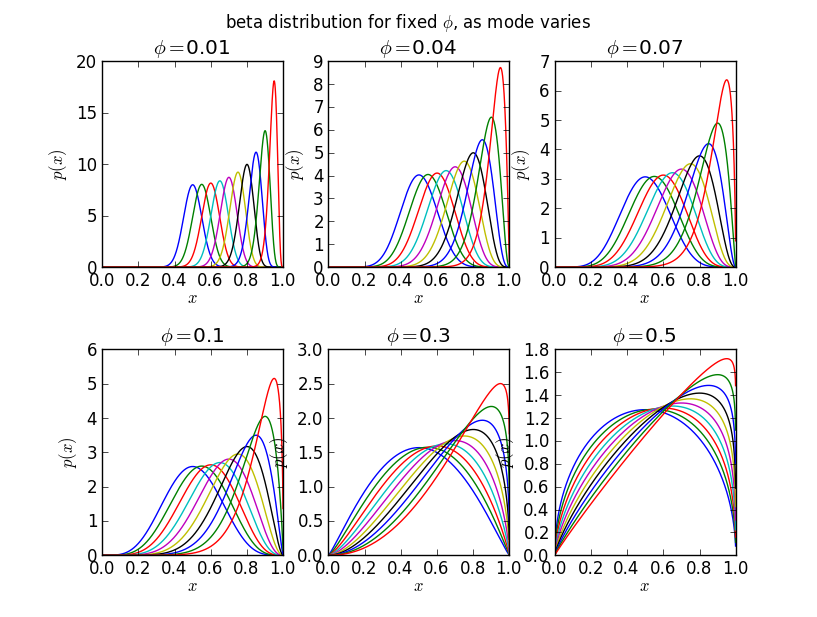 beta distribution for fixed ϕ, as mode varies
ϕ=0.01
ϕ=0.04
ϕ=0.07
20
15
10
5
0
p(x)
0.0 0.2 0.4 0.6 0.8 1.0
x
9
8
7
6
5
4
3
2
1
0
p(x)
0.0 0.2 0.4 0.6 0.8 1.0
x
7
6
5
4
3
2
1
0
p(x)
0.0 0.2 0.4 0.6 0.8 1.0
x
ϕ=0.1
ϕ=0.3
ϕ=0.5
6
5
4
3
2
1
0
p(x)
0.0 0.2 0.4 0.6 0.8 1.0
x
3.0
2.5
2.0
1.5
1.0
0.5
0.0
p(x)
0.0 0.2 0.4 0.6 0.8 1.0
x
1.8
1.6
1.4
1.2
1.0
0.8
0.6
0.4
0.2
0.0
p(x)
0.0 0.2 0.4 0.6 0.8 1.0
x